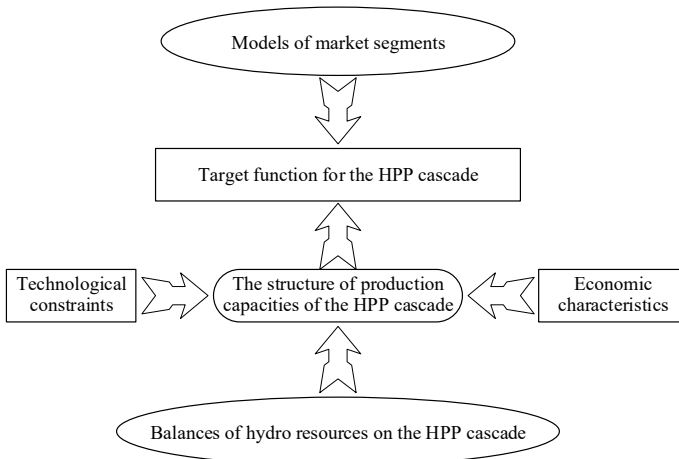 Models of market segments
Target function for the HPP cascade
Technological
constraints
The structure of production
capacities of the HPP cascade
Economic
characteristics
Balances of hydro resources on the HPP cascade